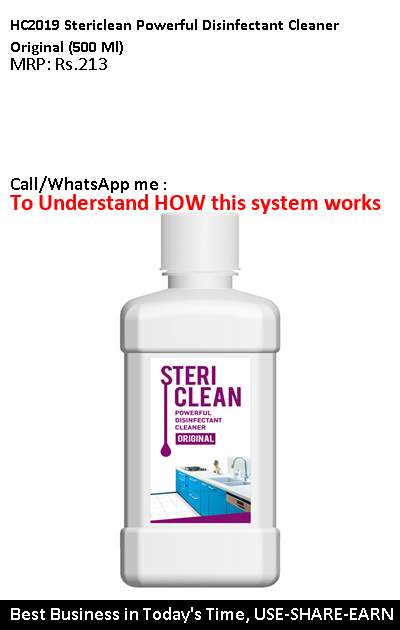 HC2019 Stericlean Powerful Disinfectant Cleaner
Original (500 Ml)
MRP: Rs.213
Call/WhatsApp me :
To Understand HOW this system works
STERI
CLEAN
POWERFUL
DISINFECTANT
CLEANER
ORIGINAL
Best Business in Today's Time, USE-SHARE-EARN